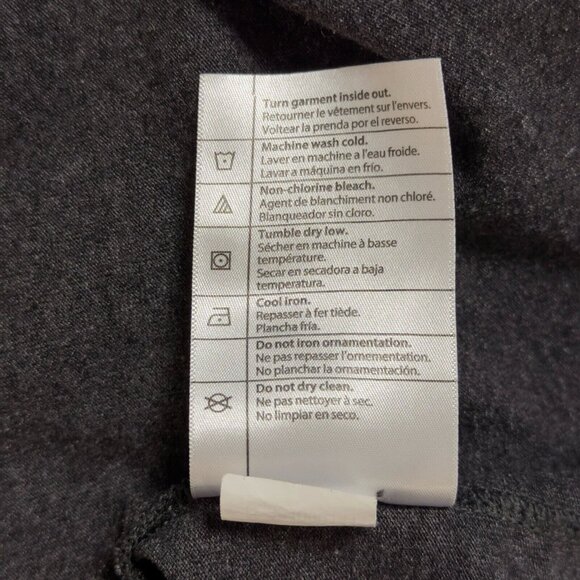 Turn garment inside out.
Retourner le vêtement sur l'envers.
Voltear la prenda por el reverso.
Machine wash cold.
Laver en machine a l'eau froide.
Lavar a máquina en frío.
Non-chlorine bleach.
Agent de blanchiment non chloré.
Blanqueador sin cloro.
Tumble dry low.
Sécher en machine à basse
température.
Secar en secadora a baja
temperatura.
Cool iron.
Repasser à fer tiède.
Plancha fría.
Do not iron ornamentation.
Ne pas repasser l'ornementation.
No planchar la ornamentación.
Do not dry clean.
Ne pas nettoyer à sec.
No limpiar en seco.